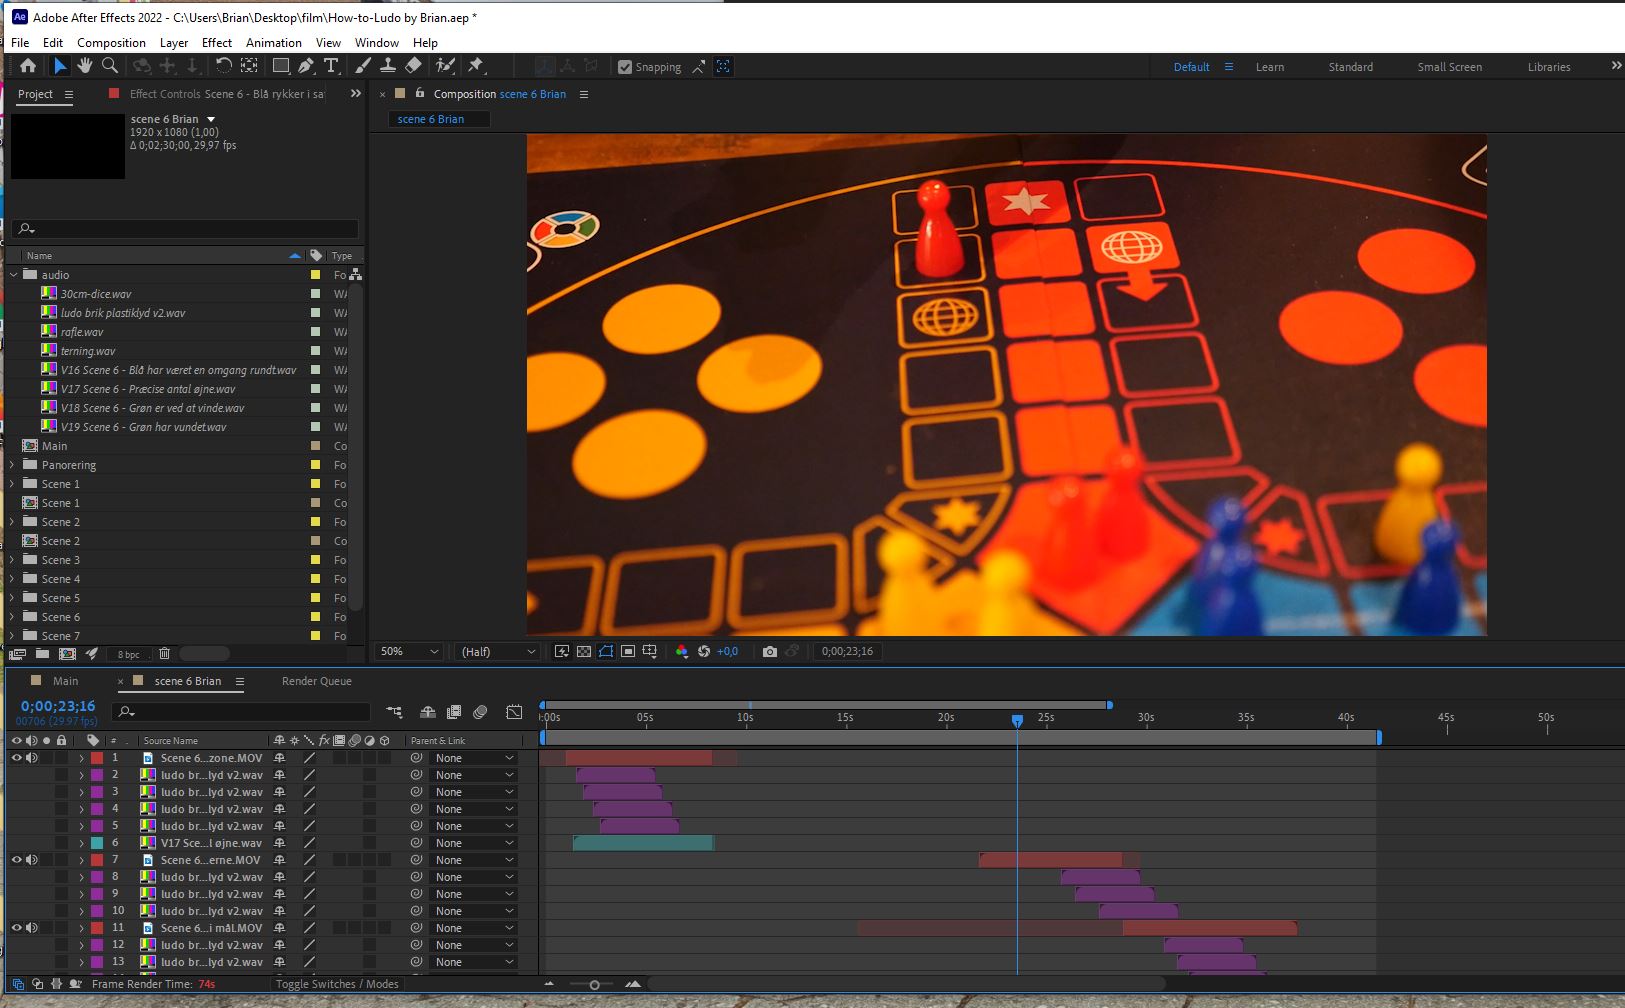 Ae Adobe After Effects 2022 - C:\Users\Brian\Desktop\film\How-to-Ludo by Brian.aep *
File Edit Composition Layer Effect Animation View Window Help
Snapping Default Learn Standard Small Screen Libraries
Project Effect Controls Scene 6 - Blå rykker i sa
Composition scene 6 Brian
scene 6 Brian
scene 6 Brian
1920 x 1080 (1,00)
Δ 0;02;30;00, 29,97 fps
Name Type
audio Fo
30cm-dice.wav WA
ludo brik plastiklyd v2.wav WA
rafle.wav WA
terning.wav WA
V16 Scene 6 - Blå har været en omgang rundt.wav WA
V17 Scene 6 - Præcise antal øjne.wav WA
V18 Scene 6 - Grøn er ved at vinde.wav WA
V19 Scene 6 - Grøn har vundet.wav WA
Main Co
Panorering Fo
Scene 1 Fo
Scene 1 Co
Scene 2 Fo
Scene 2 Co
Scene 3 Fo
Scene 4 Fo
Scene 5 Fo
Scene 6 Fo
Scene 7 Fo
8 bpc
50% (Half) +0,0 0;00;23;16
Main scene 6 Brian Render Queue
0;00;23;16
00706 (29.97 fps)
:00s 05s 10s 15s 20s 25s 30s 35s 40s 45s 50s
# Source Name fx Parent & Link
1 Scene 6...zone.MOV None
2 ludo br...lyd v2.wav None
3 ludo br...lyd v2.wav None
4 ludo br...lyd v2.wav None
5 ludo br...lyd v2.wav None
6 V17 Sce...l øjne.wav None
7 Scene 6...erne.MOV None
8 ludo br...lyd v2.wav None
9 ludo br...lyd v2.wav None
10 ludo br...lyd v2.wav None
11 Scene 6...i mål.MOV None
12 ludo br...lyd v2.wav None
13 ludo br...lyd v2.wav None
Frame Render Time: 74s Toggle Switches / Modes